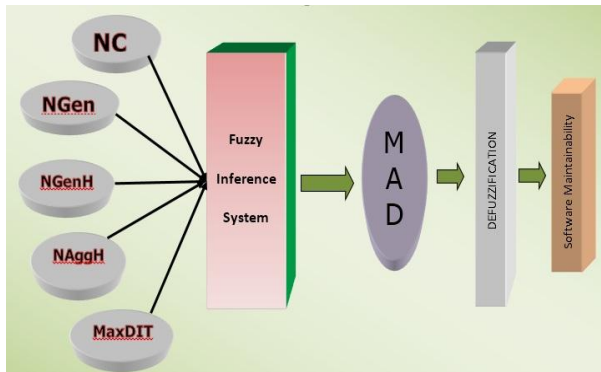 NC
NGen
NGenH
NAggH
MaxDIT
Fuzzy
Inference
System
M
A
D
DEFUZZIFICATION
Software Maintainability